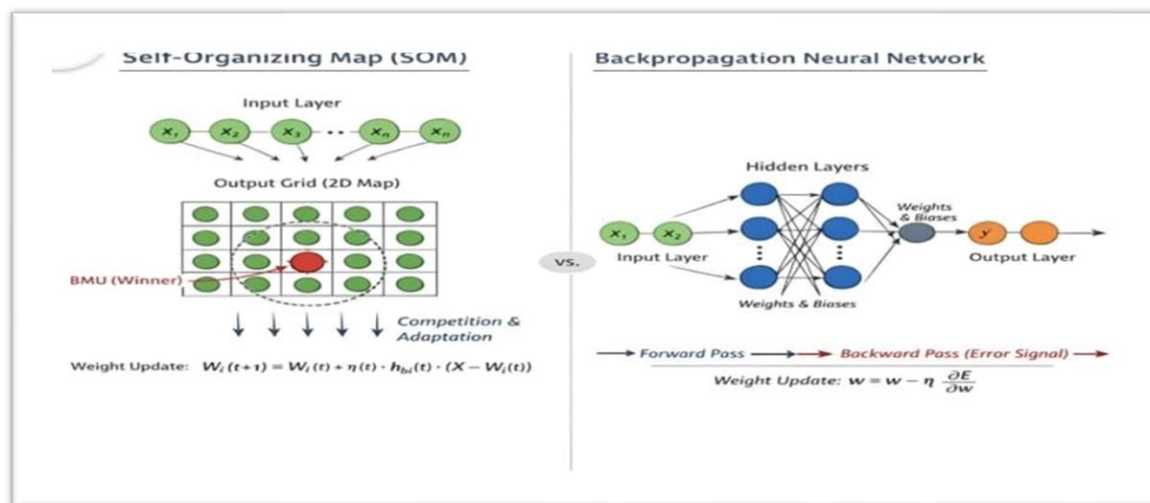 Self-Organizing Map (SOM)
Input Layer
x₁ x₂ x₃ ·· xₙ xₙ
Output Grid (2D Map)
BMU (Winner)
Competition &
Adaptation
Weight Update: Wᵢ (t+1) = Wᵢ (t) + η(t) · h_bi(t) · (X – Wᵢ(t))
vs.
Backpropagation Neural Network
Hidden Layers
Weights
& Biases
x₁ x₂
y
Input Layer
Output Layer
Weights & Biases
Forward Pass
Backward Pass (Error Signal)
Weight Update: w = w – η ∂E/∂w